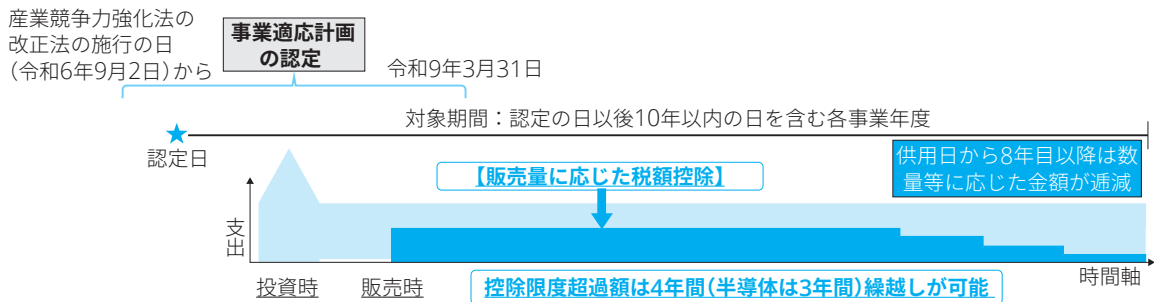 産業競争力強化法の
改正法の施行の日
（令和6年9月2日）から
事業適応計画
の認定
令和9年3月31日
対象期間：認定の日以後10年以内の日を含む各事業年度
認定日
供用日から8年目以降は数
量等に応じた金額が逓減
【販売量に応じた税額控除】
支出
投資時
販売時
控除限度超過額は4年間（半導体は3年間）繰越しが可能
時間軸